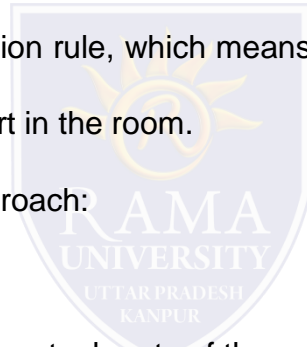 ion rule, which means
rt in the room.
roach:
RAMA
UNIVERSITY
UTTAR PRADESH
KANPUR